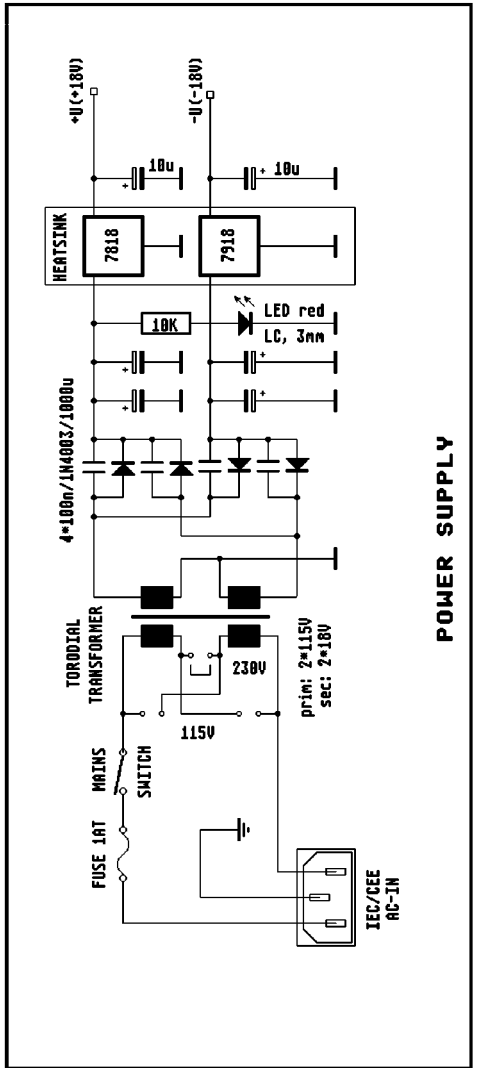 +U(+18V)
-U(-18V)
10u
+
+
10u
HEATSINK
7818
7918
10K
LED red
LC, 3mm
+
+
+
+
4*100n/1N4003/1000u
TORODIAL
TRANSFORMER
230V
115V
prim: 2*115V
sec: 2*18V
MAINS
SWITCH
FUSE 1AT
IEC/CEE
AC-IN
POWER SUPPLY